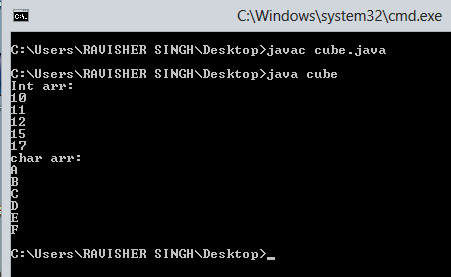 C:\Windows\system32\cmd.exe
C:\Users\RAVISHER SINGH\Desktop>javac cube.java
C:\Users\RAVISHER SINGH\Desktop>java cube
Int arr:
10
11
12
15
17
char arr:
A
B
C
D
E
F
C:\Users\RAVISHER SINGH\Desktop>_